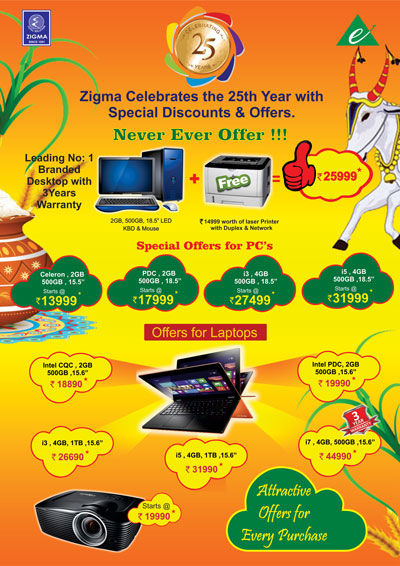 ZIGMA
SINCE 1991
CELEBRATING
25
YEARS
e
Zigma Celebrates the 25th Year with
Special Discounts & Offers.
Never Ever Offer !!!
Leading No: 1
Branded
Desktop with
3Years
Warranty
+
Free
=
₹ 25999*
2GB, 500GB, 18.5" LED
KBD & Mouse
₹ 14999 worth of laser Printer
with Duplex & Network
Special Offers for PC's
Celeron , 2GB
500GB ,15.6"
Starts @
₹ 13999*
PDC , 2GB
500GB , 18.5"
Starts @
₹ 17999*
i3 , 4GB
500GB , 18.5"
Starts @
₹ 27499*
i5 , 4GB
500GB , 18.5"
Starts @
₹ 31999*
Offers for Laptops
Intel CQC , 2GB
500GB ,15.6"
₹ 18890*
Intel PDC, 2GB
500GB ,15.6"
₹ 19990*
i3 , 4GB, 1TB ,15.6"
₹ 26690*
i5 , 4GB, 1TB ,15.6"
₹ 31990*
3 YEAR
WARRANTY
i7 , 4GB, 500GB ,15.6"
₹ 44990*
Starts @
₹ 19990*
Attractive
Offers for
Every Purchase